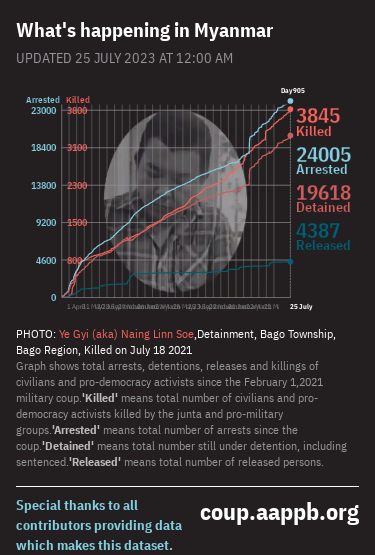 What's happening in Myanmar
UPDATED 25 JULY 2023 AT 12:00 AM
Day905
Arrested Killed
23000 3800
3845
Killed
18400 3100
24005
Arrested
13800 2300
19618
Detained
9200 1500
4387
Released
4600 800
0
25 July
PHOTO: Ye Gyi (aka) Naing Linn Soe,Detainment, Bago Township,
Bago Region, Killed on July 18 2021
Graph shows total arrests, detentions, releases and killings of
civilians and pro-democracy activists since the February 1,2021
military coup.'Killed' means total number of civilians and pro-
democracy activists killed by the junta and pro-military
groups.'Arrested' means total number of arrests since the
coup.'Detained' means total number still under detention, including
sentenced.'Released' means total number of released persons.
Special thanks to all
contributors providing data
which makes this dataset.
coup.aappb.org